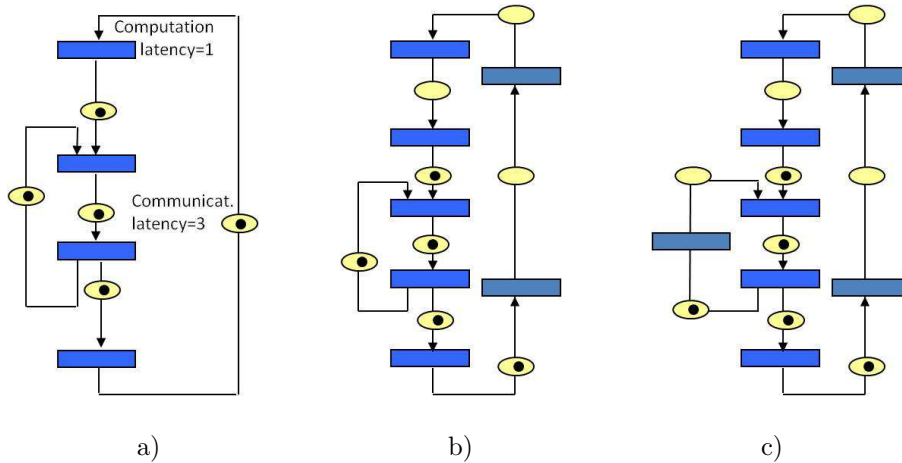 Computation
latency=1
Communicat.
latency=3
a)
b)
c)